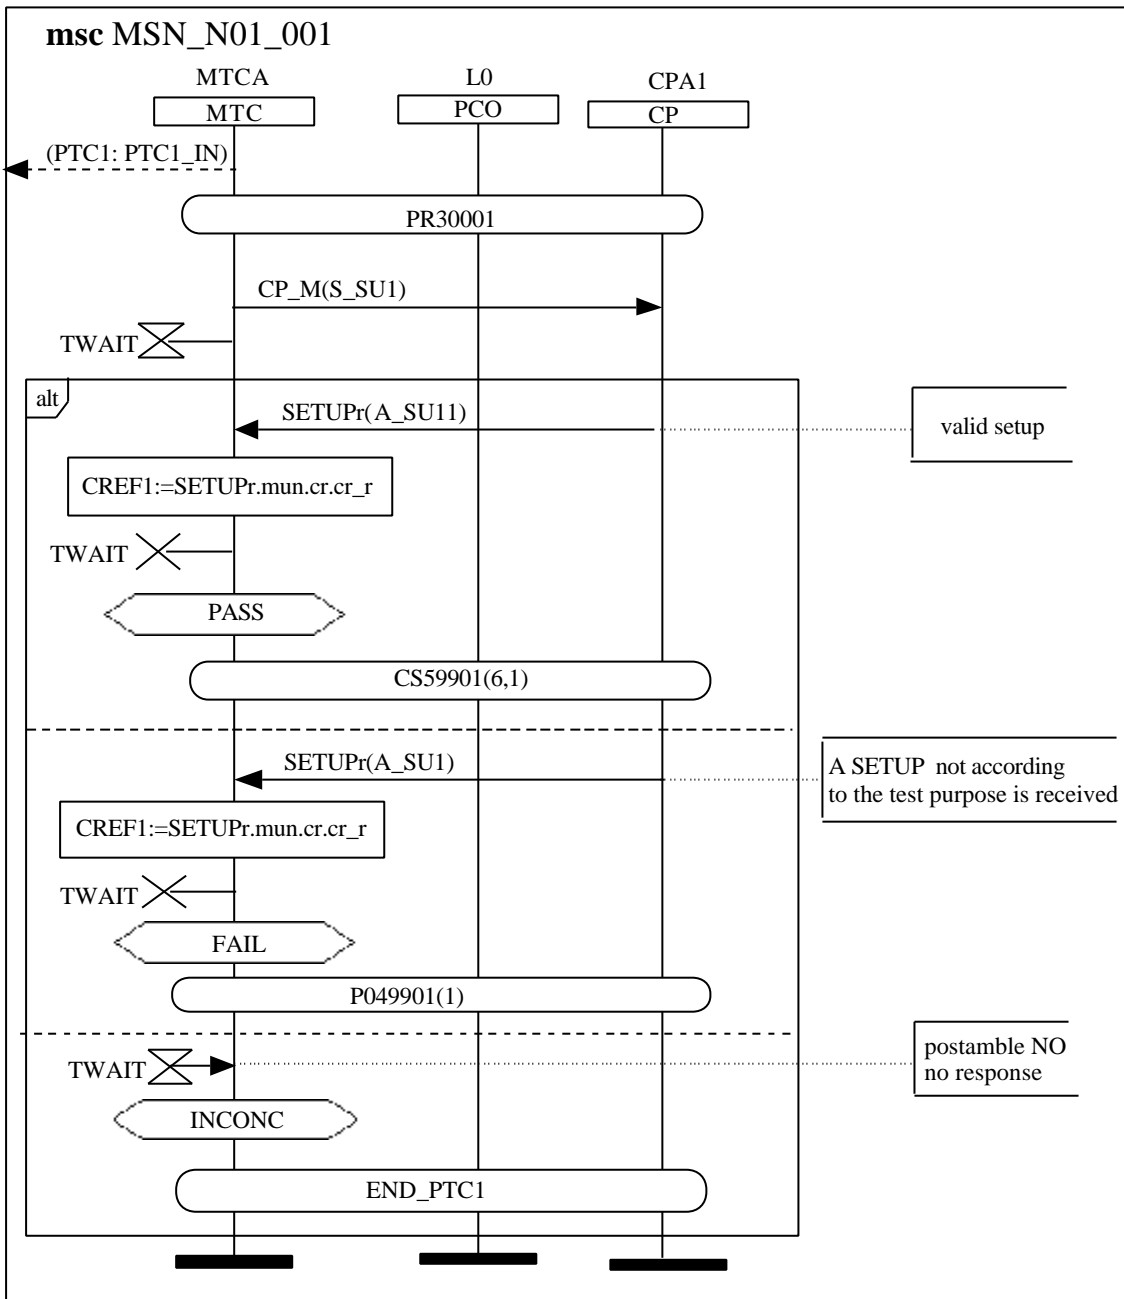 msc MSN_N01_001
MTCA
L0
CPA1
MTC
PCO
CP
(PTC1: PTC1_IN)
PR30001
CP_M(S_SU1)
TWAIT
alt
SETUPr(A_SU11)
valid setup
CREF1:=SETUPr.mun.cr.cr_r
TWAIT
PASS
CS59901(6,1)
SETUPr(A_SU1)
A SETUP not according
to the test purpose is received
CREF1:=SETUPr.mun.cr.cr_r
TWAIT
FAIL
P049901(1)
postamble NO
no response
TWAIT
INCONC
END_PTC1